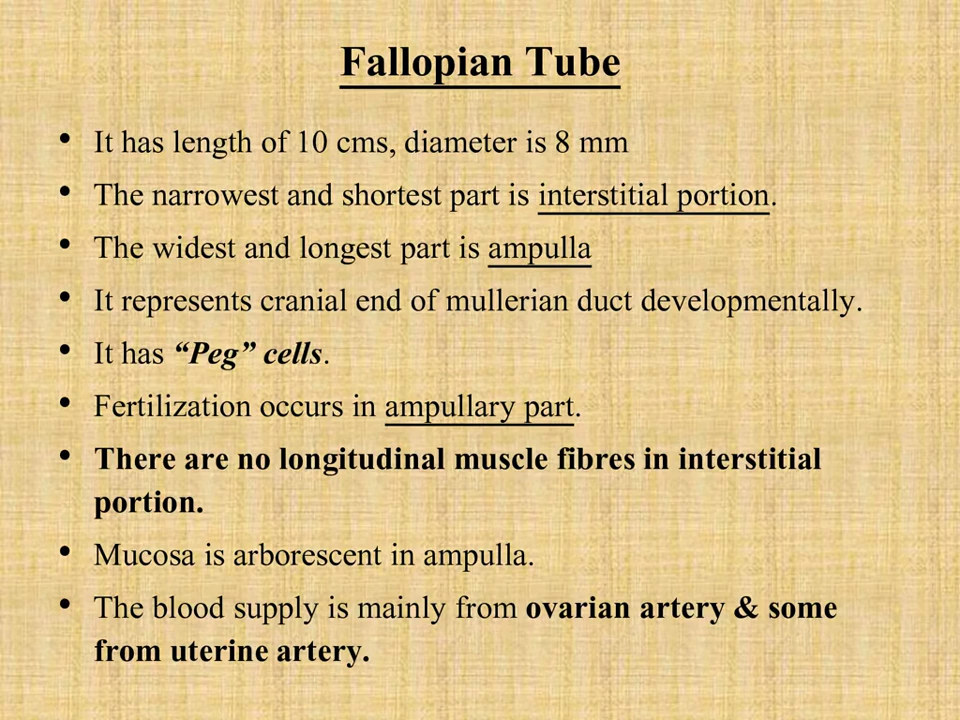 Fallopian Tube
• It has length of 10 cms, diameter is 8 mm
• The narrowest and shortest part is interstitial portion.
• The widest and longest part is ampulla
• It represents cranial end of mullerian duct developmentally.
• It has “Peg” cells.
• Fertilization occurs in ampullary part.
• There are no longitudinal muscle fibres in interstitial
portion.
• Mucosa is arborescent in ampulla.
• The blood supply is mainly from ovarian artery & some
from uterine artery.